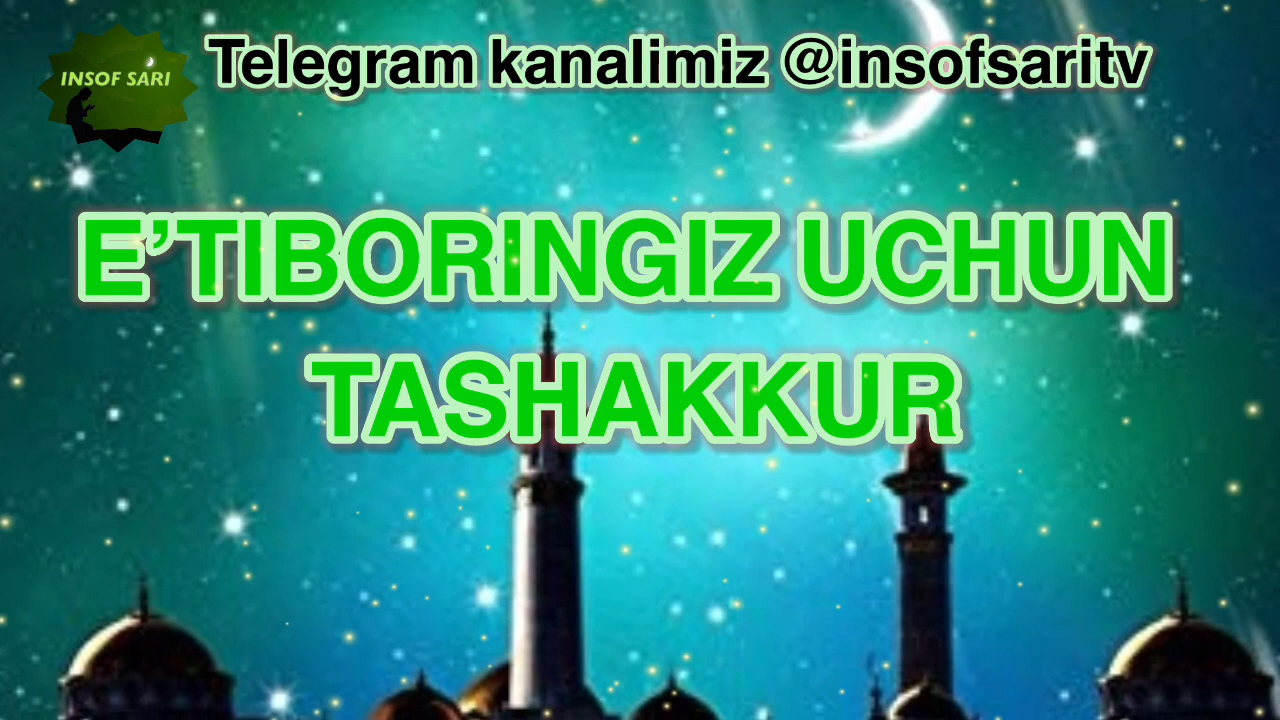 INSOF SARI
Telegram kanalimiz @insofsaritv
E’TIBORINGIZ UCHUN
TASHAKKUR